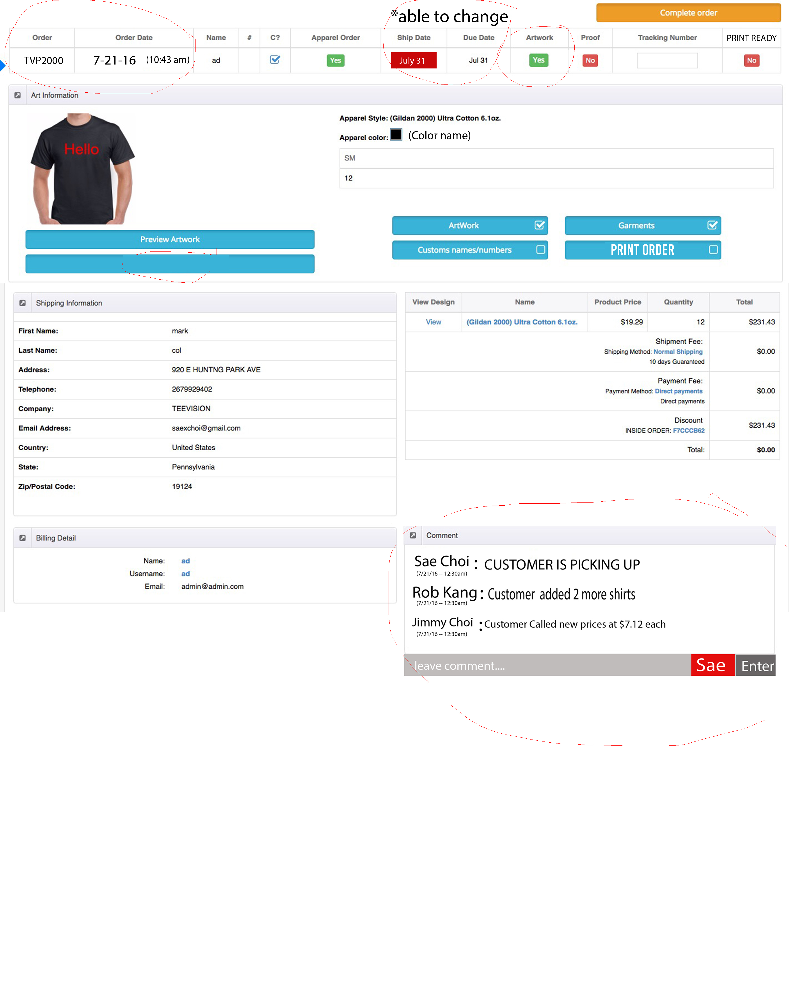 *able to change
Complete order
Order Order Date Name # C? Apparel Order Ship Date Due Date Artwork Proof Tracking Number PRINT READY
TVP2000 7-21-16 (10:43 am) ad Yes July 31 Jul 31 Yes No No
Art Information
Hello
Apparel Style: (Gildan 2000) Ultra Cotton 6.1oz.
Apparel color: (Color name)
SM
12
Preview Artwork
ArtWork Garments
Customs names/numbers PRINT ORDER
Shipping Information
First Name: mark
Last Name: col
Address: 920 E HUNTNG PARK AVE
Telephone: 2679929402
Company: TEEVISION
Email Address: saexchoi@gmail.com
Country: United States
State: Pennsylvania
Zip/Postal Code: 19124
View Design Name Product Price Quantity Total
View (Gildan 2000) Ultra Cotton 6.1oz. $19.29 12 $231.43
Shipment Fee:
Shipping Method: Normal Shipping $0.00
10 days Guaranteed
Payment Fee:
Payment Method: Direct payments $0.00
Direct payments
Discount
INSIDE ORDER: F7CCCB62 $231.43
Total: $0.00
Billing Detail
Name: ad
Username: ad
Email: admin@admin.com
Comment
Sae Choi : CUSTOMER IS PICKING UP
(7/21/16 -- 12:30am)
Rob Kang : Customer added 2 more shirts
(7/21/16 -- 12:30am)
Jimmy Choi : Customer Called new prices at $7.12 each
(7/21/16 -- 12:30am)
leave comment.... Sae Enter